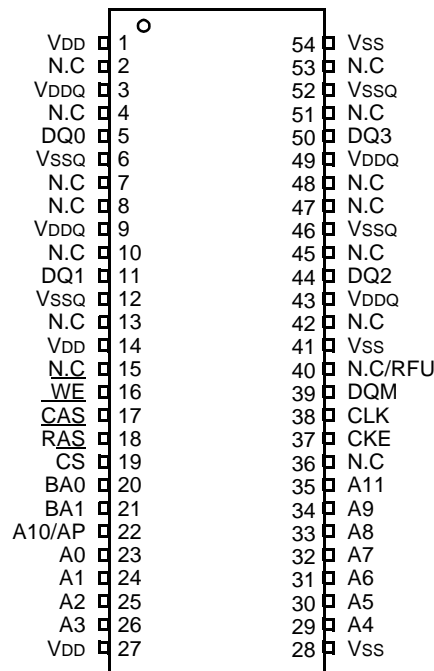 VDD 1 54 VSS
N.C 2 53 N.C
VDDQ 3 52 VSSQ
N.C 4 51 N.C
DQ0 5 50 DQ3
VSSQ 6 49 VDDQ
N.C 7 48 N.C
N.C 8 47 N.C
VDDQ 9 46 VSSQ
N.C 10 45 N.C
DQ1 11 44 DQ2
VSSQ 12 43 VDDQ
N.C 13 42 N.C
VDD 14 41 VSS
N.C 15 40 N.C/RFU
WE 16 39 DQM
CAS 17 38 CLK
RAS 18 37 CKE
CS 19 36 N.C
BA0 20 35 A11
BA1 21 34 A9
A10/AP 22 33 A8
A0 23 32 A7
A1 24 31 A6
A2 25 30 A5
A3 26 29 A4
VDD 27 28 VSS